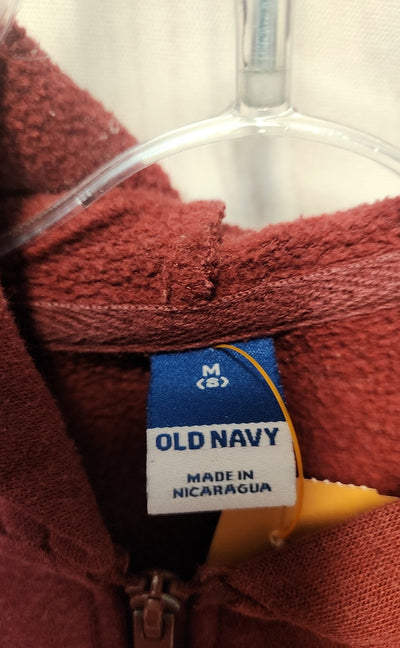 M
(8)
OLD NAVY
MADE IN
NICARAGUA